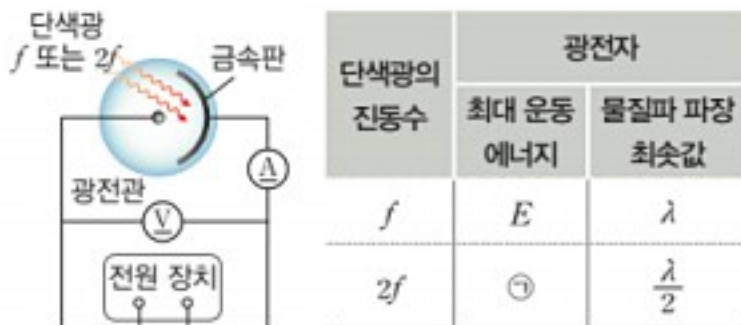 단색광
f 또는 2f
금속판
A
광전관
V
전원 장치
단색광의
진동수
광전자
최대 운동
에너지
물질파 파장
최솟값
f
E
λ
2f
㉠
λ/2